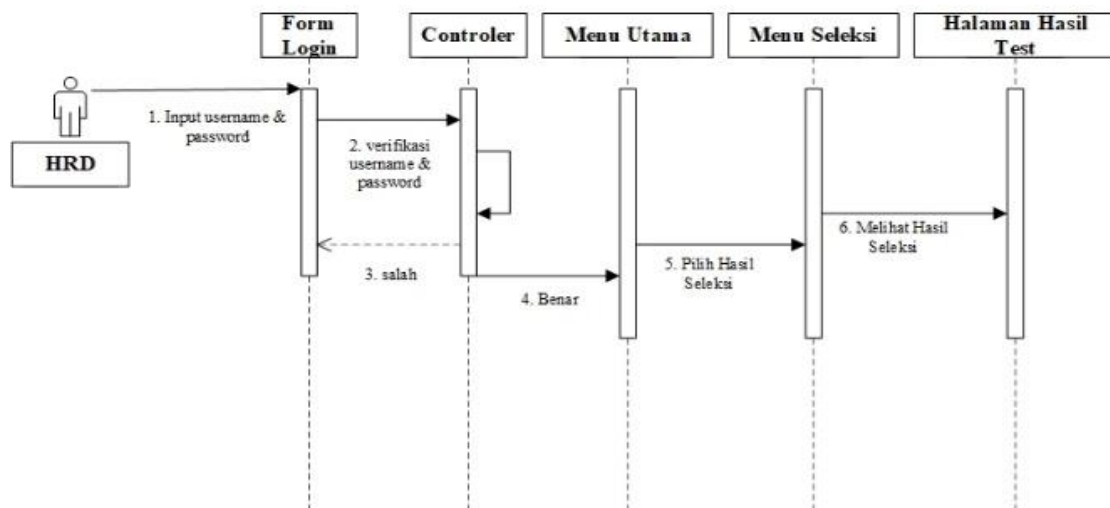 Form
Login
Controler
Menu Utama
Menu Seleksi
Halaman Hasil
Test
HRD
1. Input username &
password
2. verifikasi
username &
password
3. salah
4. Benar
5. Pilih Hasil
Seleksi
6. Melihat Hasil
Seleksi